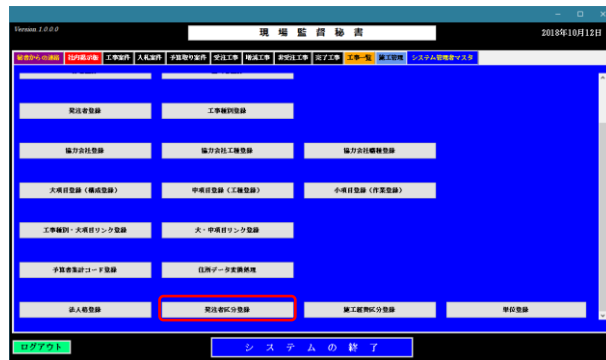 Version 1.0.0.0
現 場 監 督 秘 書
2018年10月12日
社内掲示板 工事案件 入札案件 予算取り案件 受注工事 増減工事 非受注工事 完了工事 工事一覧 施工管理 システム管理者マスタ
発注者登録 工事種別登録
協力会社登録 協力会社工種登録 協力会社職種登録
大項目登録（構成登録） 中項目登録（工種登録） 小項目登録（作業登録）
工事種別・大項目リンク登録 大・中項目リンク登録
予算書集計コード登録 住所データ変換処理
法人格登録 発注者区分登録 施工経費区分登録 単位登録
ログアウト シ ス テ ム の 終 了